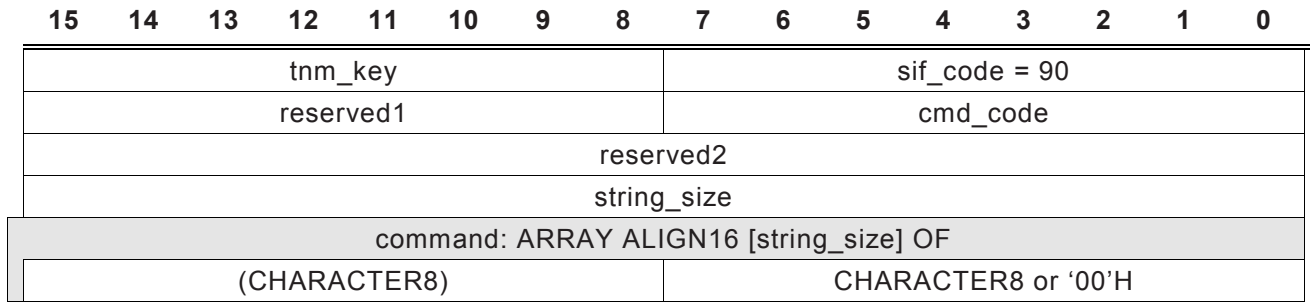 15 14 13 12 11 10 9 8 7 6 5 4 3 2 1 0
tnm_key sif_code = 90
reserved1 cmd_code
reserved2
string_size
command: ARRAY ALIGN16 [string_size] OF
(CHARACTER8) CHARACTER8 or ‘00’H